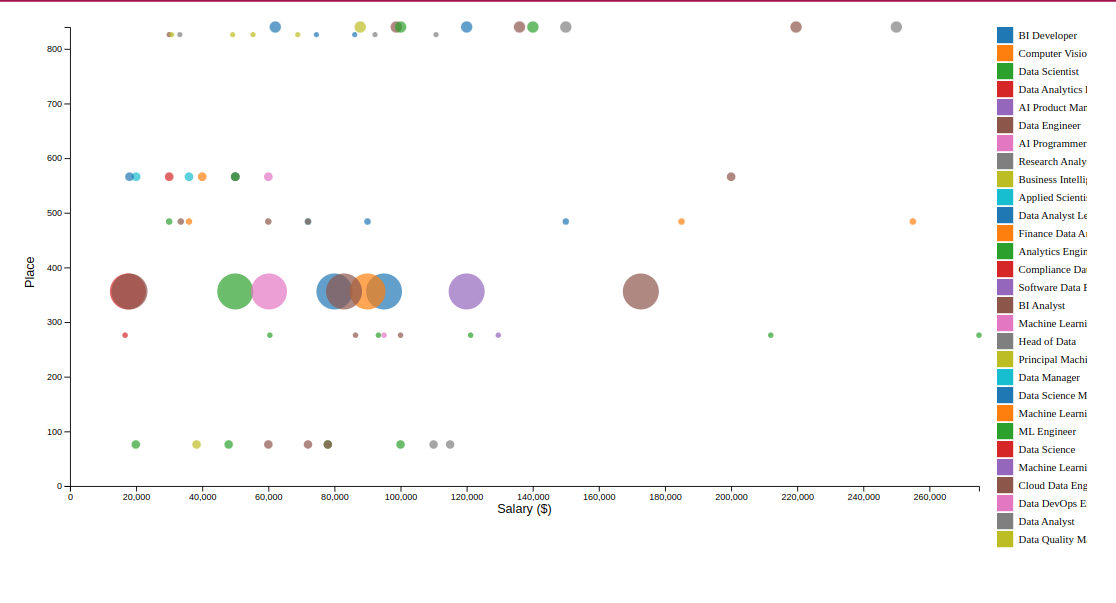 800
700
600
500
400
300
200
100
0
Place
0 20,000 40,000 60,000 80,000 100,000 120,000 140,000 160,000 180,000 200,000 220,000 240,000 260,000
Salary ($)
BI Developer
Computer Visio
Data Scientist
Data Analytics
AI Product Man
Data Engineer
AI Programmer
Research Analy
Business Intelli
Applied Scienti
Data Analyst Le
Finance Data A
Analytics Engin
Compliance Dat
Software Data E
BI Analyst
Machine Learni
Head of Data
Principal Machi
Data Manager
Data Science M
Machine Learni
ML Engineer
Data Science
Machine Learni
Cloud Data Eng
Data DevOps E
Data Analyst
Data Quality M